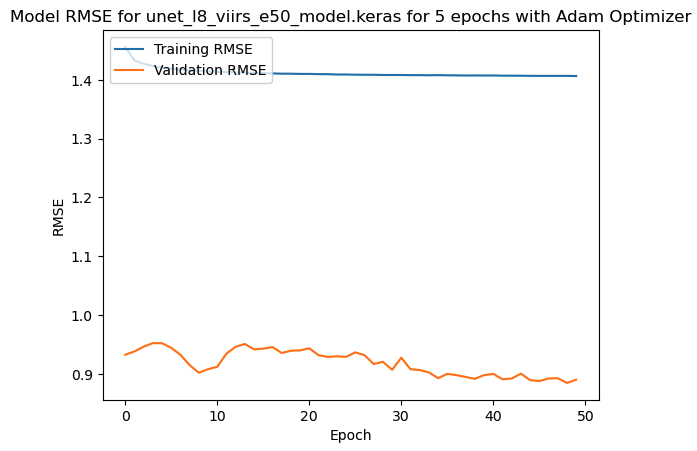 Model RMSE for unet_l8_viirs_e50_model.keras for 5 epochs with Adam Optimizer
Training RMSE
Validation RMSE
1.4
1.3
1.2
1.1
1.0
0.9
RMSE
0
10
20
30
40
50
Epoch